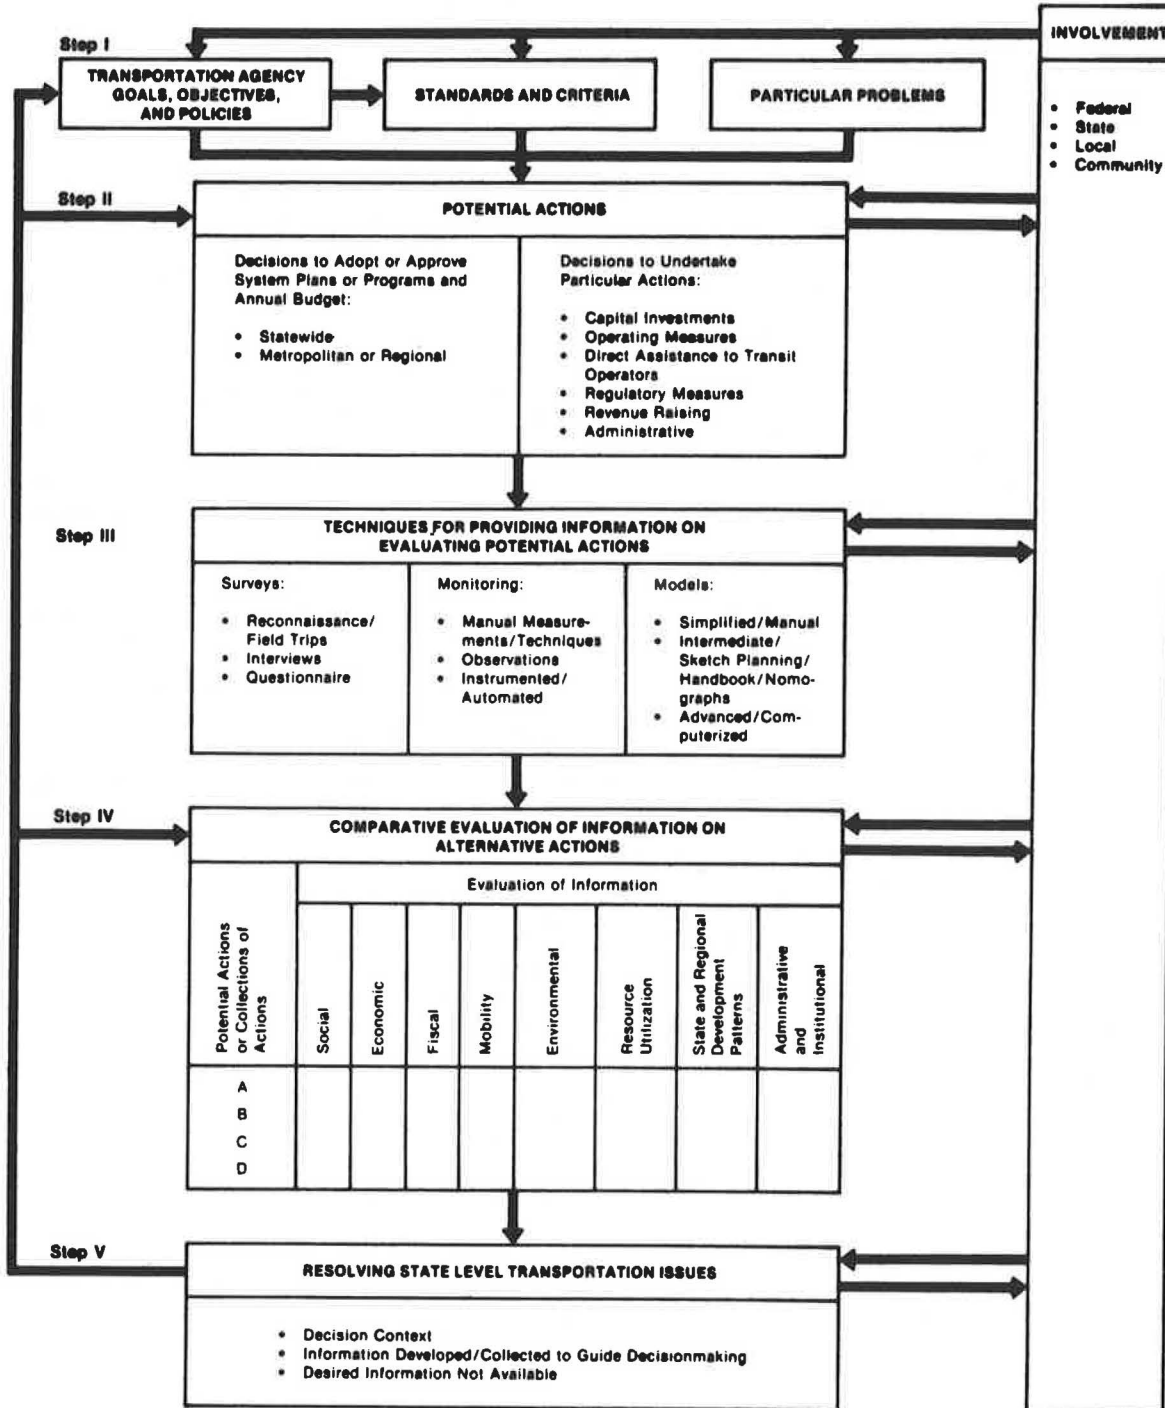 Step I
TRANSPORTATION AGENCY
GOALS, OBJECTIVES,
AND POLICIES
STANDARDS AND CRITERIA
PARTICULAR PROBLEMS
INVOLVEMENT
• Federal
• State
• Local
• Community
Step II
POTENTIAL ACTIONS
Decisions to Adopt or Approve
System Plans or Programs and
Annual Budget:
• Statewide
• Metropolitan or Regional
Decisions to Undertake
Particular Actions:
• Capital Investments
• Operating Measures
• Direct Assistance to Transit
Operators
• Regulatory Measures
• Revenue Raising
• Administrative
Step III
TECHNIQUES FOR PROVIDING INFORMATION ON
EVALUATING POTENTIAL ACTIONS
Surveys:
• Reconnaissance/
Field Trips
• Interviews
• Questionnaire
Monitoring:
• Manual Measure-
ments/Techniques
• Observations
• Instrumented/
Automated
Models:
• Simplified/Manual
• Intermediate/
Sketch Planning/
Handbook/Nomo-
graphs
• Advanced/Com-
puterized
Step IV
COMPARATIVE EVALUATION OF INFORMATION ON
ALTERNATIVE ACTIONS
Potential Actions
or Collections of
Actions
Evaluation of Information
Social
Economic
Fiscal
Mobility
Environmental
Resource
Utilization
State and Regional
Development
Patterns
Administrative
and
Institutional
A
B
C
D
Step V
RESOLVING STATE LEVEL TRANSPORTATION ISSUES
• Decision Context
• Information Developed/Collected to Guide Decisionmaking
• Desired Information Not Available